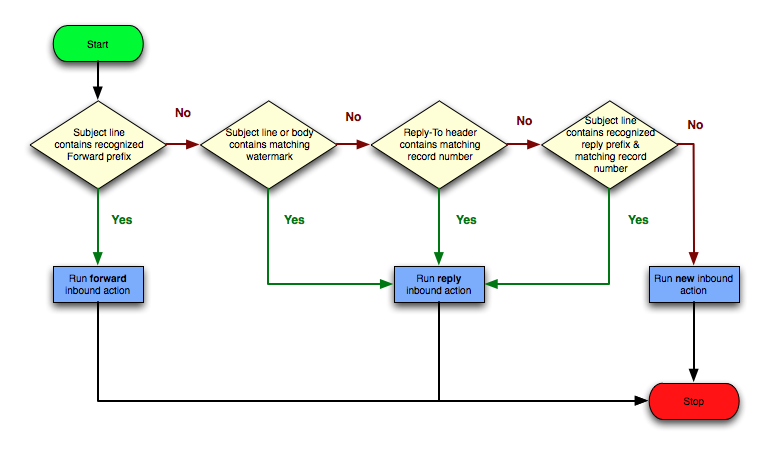 Start
Subject line
contains recognized
Forward prefix
No
Subject line or body
contains matching
watermark
No
Reply-To header
contains matching
record number
No
Subject line
contains recognized
reply prefix &
matching record
number
No
Yes
Yes
Yes
Yes
Run forward
inbound action
Run reply
inbound action
Run new inbound
action
Stop